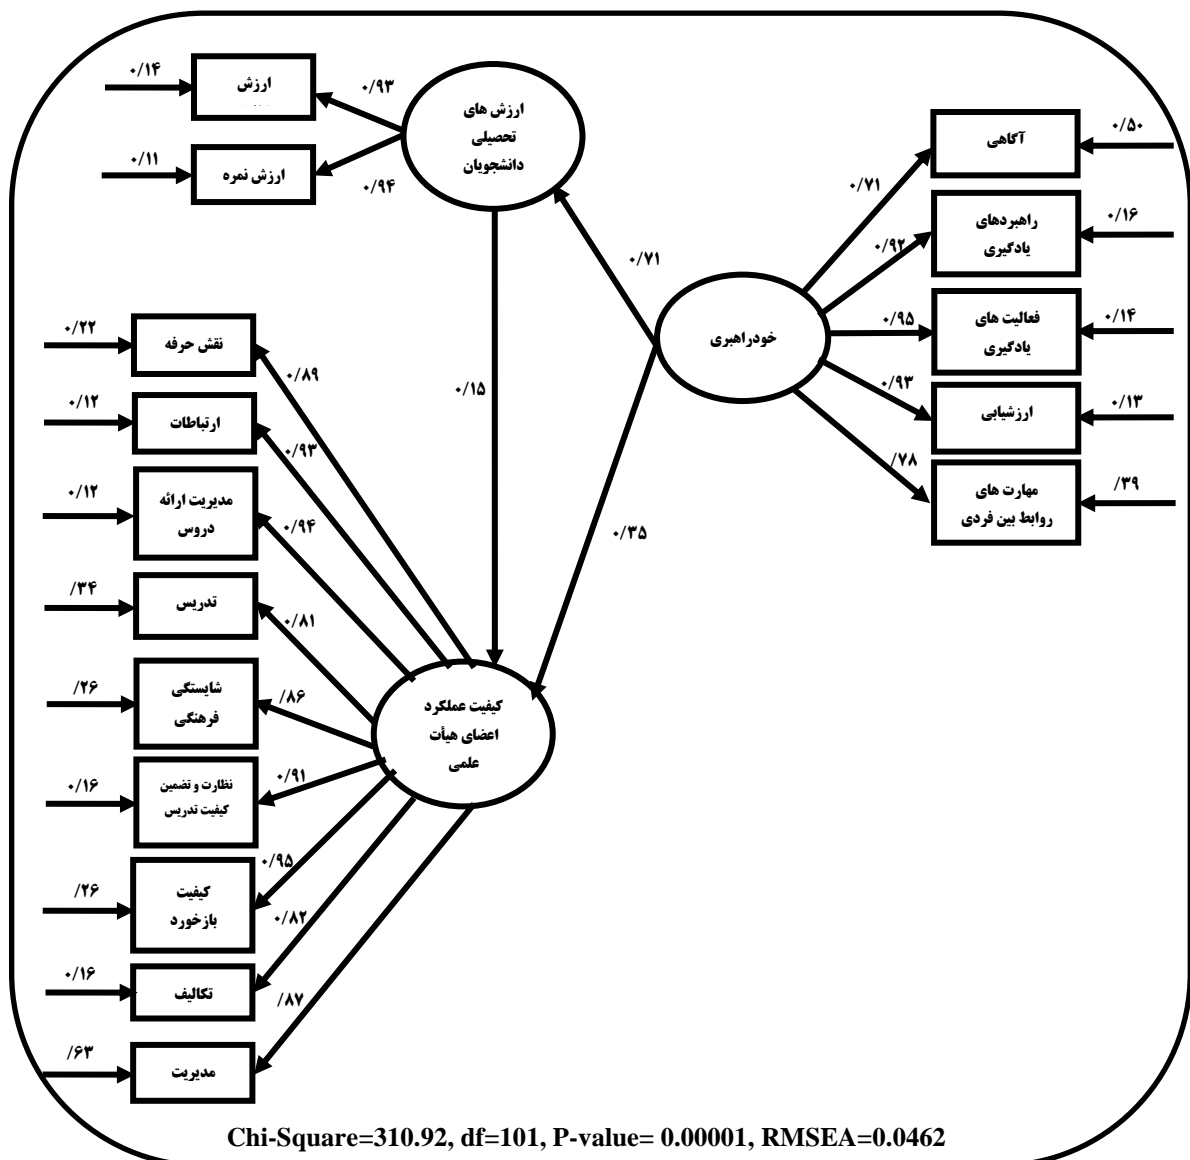 ۰/۱۴
ارزش
۰/۹۳
ارزش های
تحصیلی
دانشجویان
۰/۱۱
ارزش نمره
۰/۹۴
آگاهی
۰/۵۰
۰/۷۱
راهبردهای
یادگیری
۰/۱۶
۰/۹۲
فعالیت های
یادگیری
۰/۱۴
۰/۹۵
ارزشیابی
۰/۱۳
۰/۹۳
مهارت های
روابط بین فردی
/۳۹
/۷۸
خودراهبری
۰/۷۱
۰/۱۵
۰/۳۵
۰/۲۲
نقش حرفه
۰/۸۹
۰/۱۲
ارتباطات
۰/۹۳
۰/۱۲
مدیریت ارائه
دروس
۰/۹۴
/۳۴
تدریس
۰/۸۱
/۲۶
شایستگی
فرهنگی
/۸۶
کیفیت عملکرد
اعضای هیأت
علمی
۰/۱۶
نظارت و تضمین
کیفیت تدریس
۰/۹۱
/۲۶
کیفیت
بازخورد
۰/۹۵
۰/۱۶
تکالیف
۰/۸۲
/۶۳
مدیریت
/۸۷
Chi-Square=310.92, df=101, P-value= 0.00001, RMSEA=0.0462